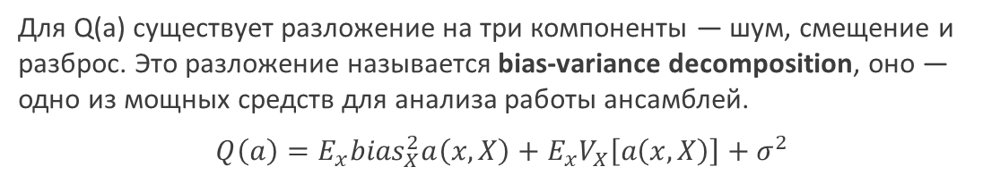 Для Q(a) существует разложение на три компоненты — шум, смещение и
разброс. Это разложение называется bias-variance decomposition, оно —
одно из мощных средств для анализа работы ансамблей.
Q(a) = E_x bias_X^2 a(x, X) + E_x V_X[a(x, X)] + σ^2